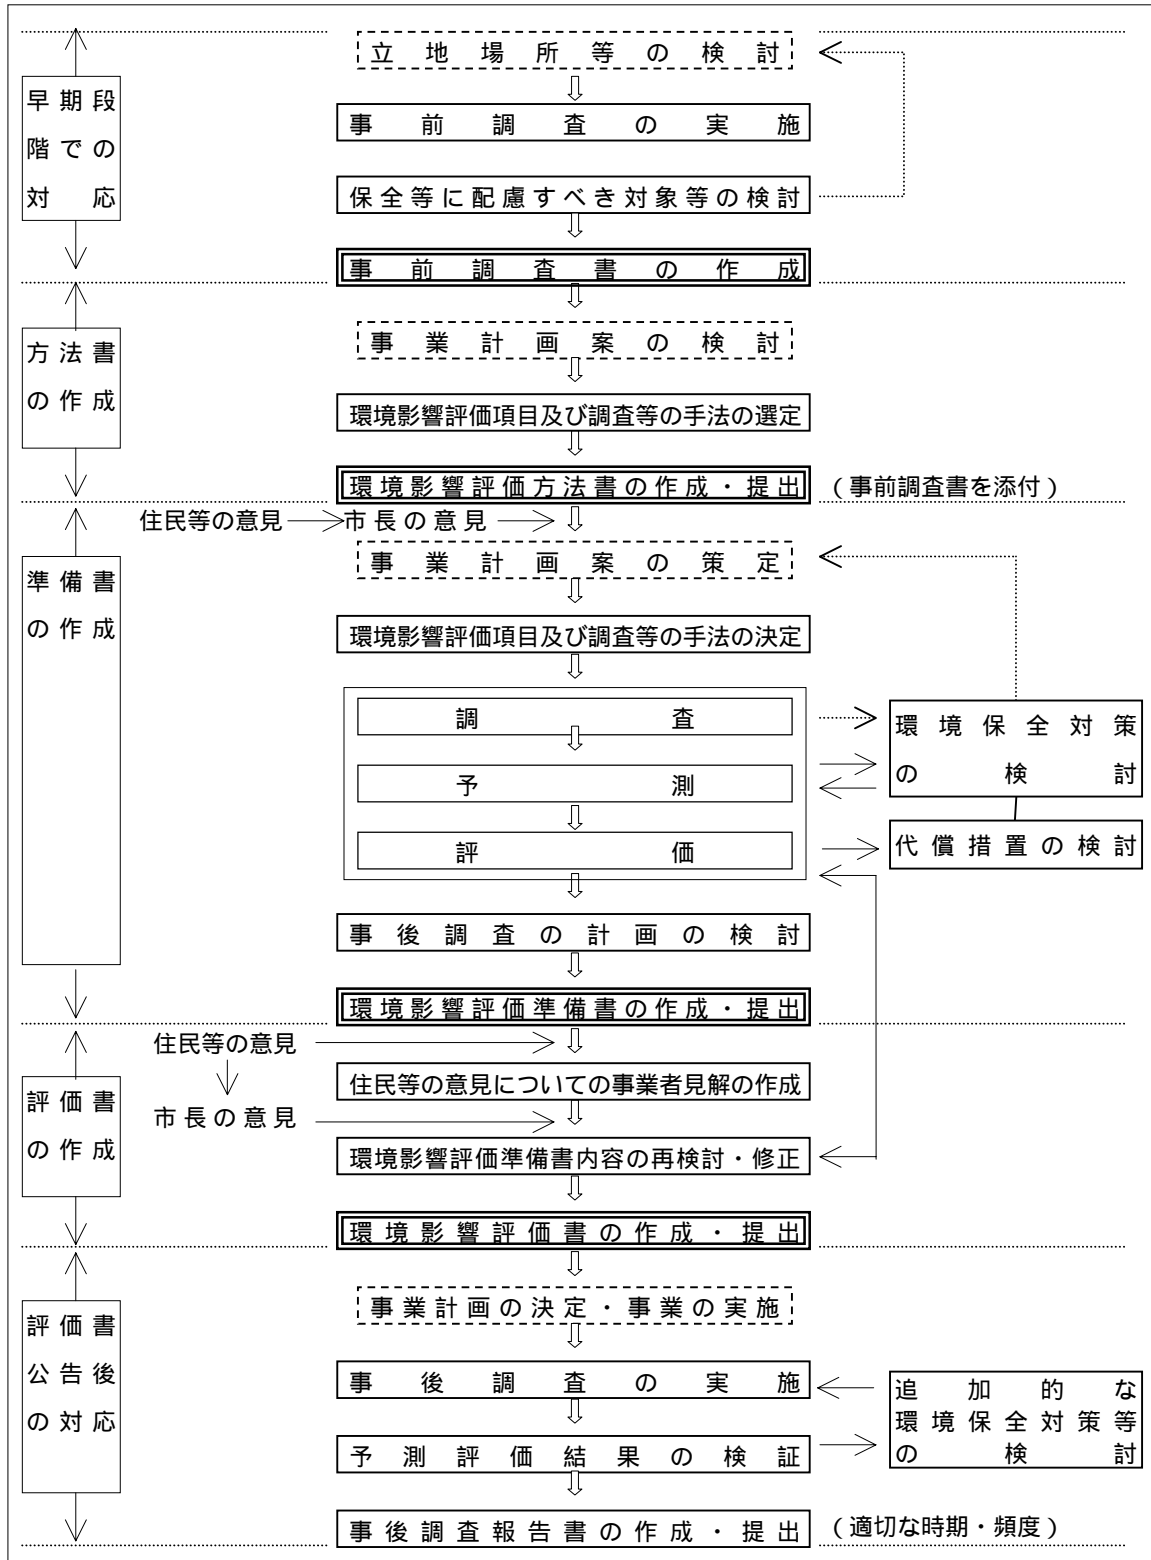 立地場所等の検討
早期段
階での
対応
事前調査の実施
保全等に配慮すべき対象等の検討
事前調査書の作成
方法書
の作成
事業計画案の検討
環境影響評価項目及び調査等の手法の選定
環境影響評価方法書の作成・提出
(事前調査書を添付)
住民等の意見
市長の意見
準備書
の作成
事業計画案の策定
環境影響評価項目及び調査等の手法の決定
調査
予測
評価
環境保全対策
の検討
代償措置の検討
事後調査の計画の検討
環境影響評価準備書の作成・提出
住民等の意見
市長の意見
評価書
の作成
住民等の意見についての事業者見解の作成
環境影響評価準備書内容の再検討・修正
環境影響評価書の作成・提出
評価書
公告後
の対応
事業計画の決定・事業の実施
事後調査の実施
追加的な
環境保全対策等
の検討
予測評価結果の検証
事後調査報告書の作成・提出
(適切な時期・頻度)